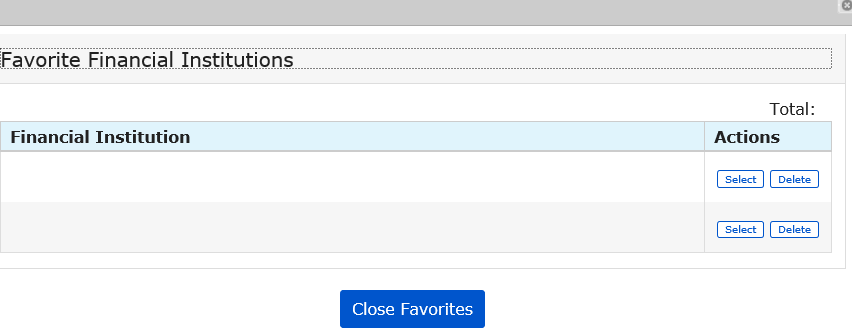 Favorite Financial Institutions
Total:
Financial Institution Actions
Select Delete
Select Delete
Close Favorites